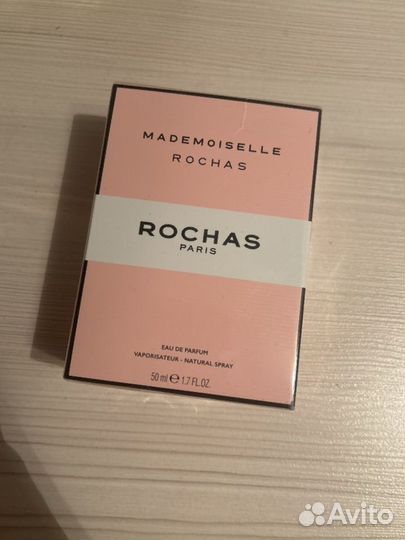 MADEMOISELLE
ROCHAS
ROCHAS
PARIS
EAU DE PARFUM
VAPORISATEUR - NATURAL SPRAY
50 ml ℮ 1.7 FL.OZ.
Avito